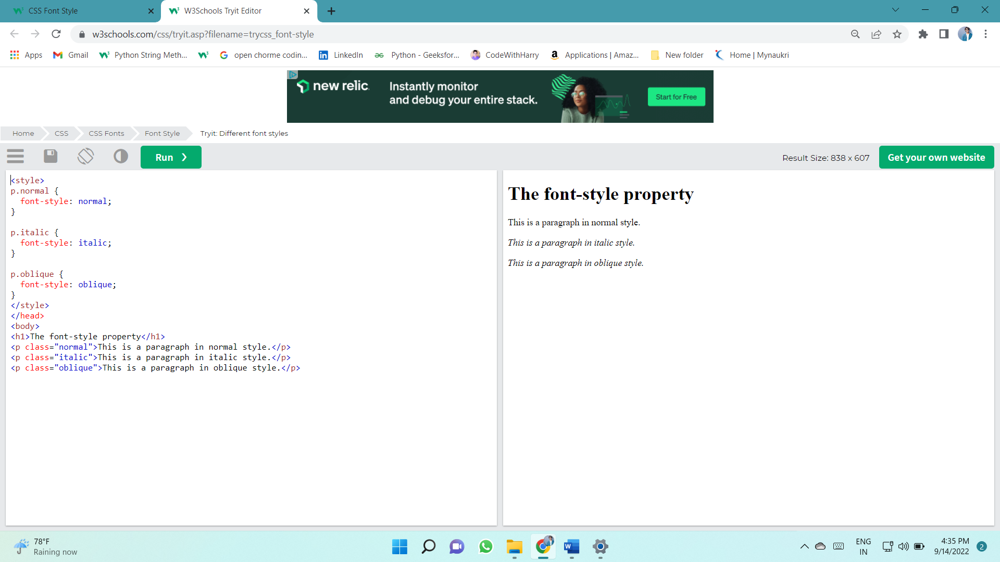 CSS Font Style
W3Schools Tryit Editor
w3schools.com/css/tryit.asp?filename=trycss_font-style
Apps
Gmail
Python String Meth...
open chorme codin...
LinkedIn
Python - Geeksfor...
CodeWithHarry
Applications | Amaz...
New folder
Home | Mynaukri
new relic.
Instantly monitor
and debug your entire stack.
Start for Free
Home
CSS
CSS Fonts
Font Style
Tryit: Different font styles
Run ❯
Result Size: 838 x 607
Get your own website
<style>
p.normal {
  font-style: normal;
}
p.italic {
  font-style: italic;
}
p.oblique {
  font-style: oblique;
}
</style>
</head>
<body>
<h1>The font-style property</h1>
<p class="normal">This is a paragraph in normal style.</p>
<p class="italic">This is a paragraph in italic style.</p>
<p class="oblique">This is a paragraph in oblique style.</p>
The font-style property
This is a paragraph in normal style.
This is a paragraph in italic style.
This is a paragraph in oblique style.
78°F
Raining now
ENG
IN
4:35 PM
9/14/2022
2